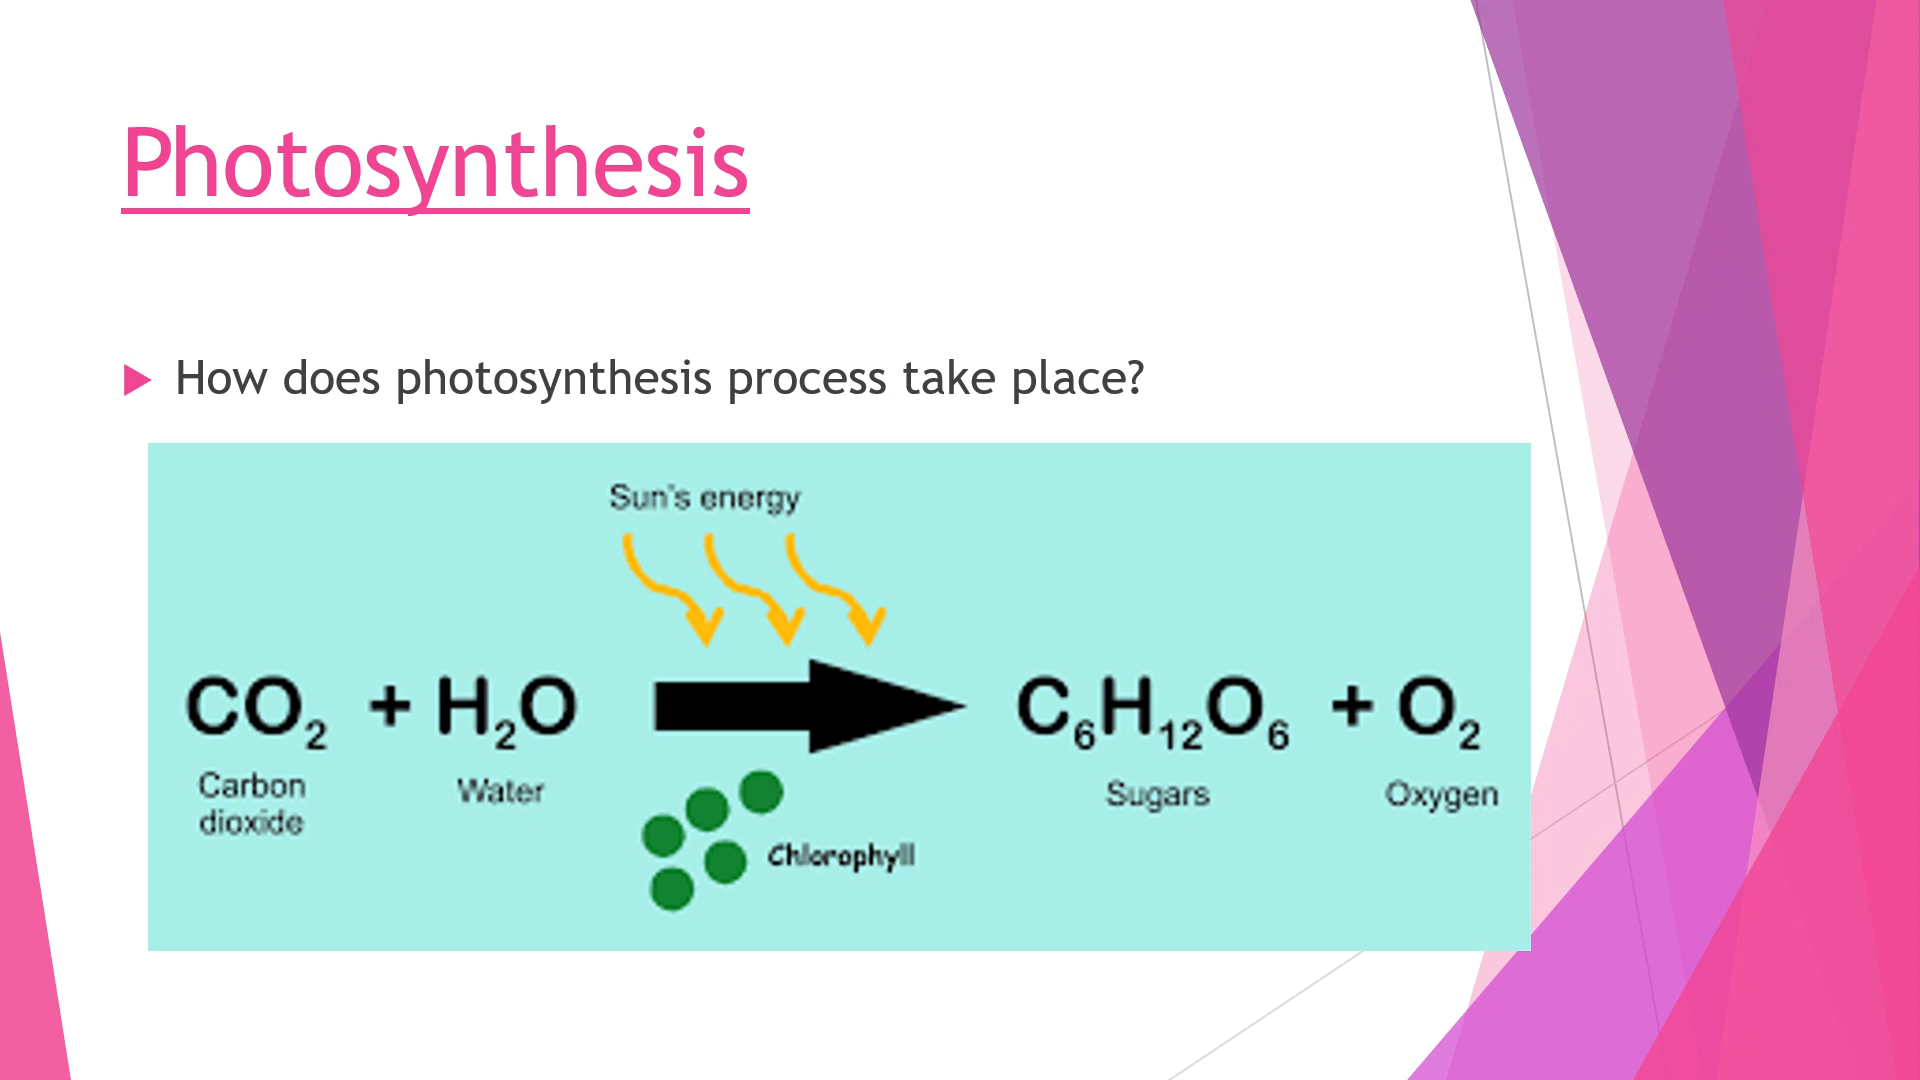 Photosynthesis
How does photosynthesis process take place?
Sun's energy
CO₂ + H₂O C₆H₁₂O₆ + O₂
Carbon dioxide
Water
Sugars
Oxygen
Chlorophyll